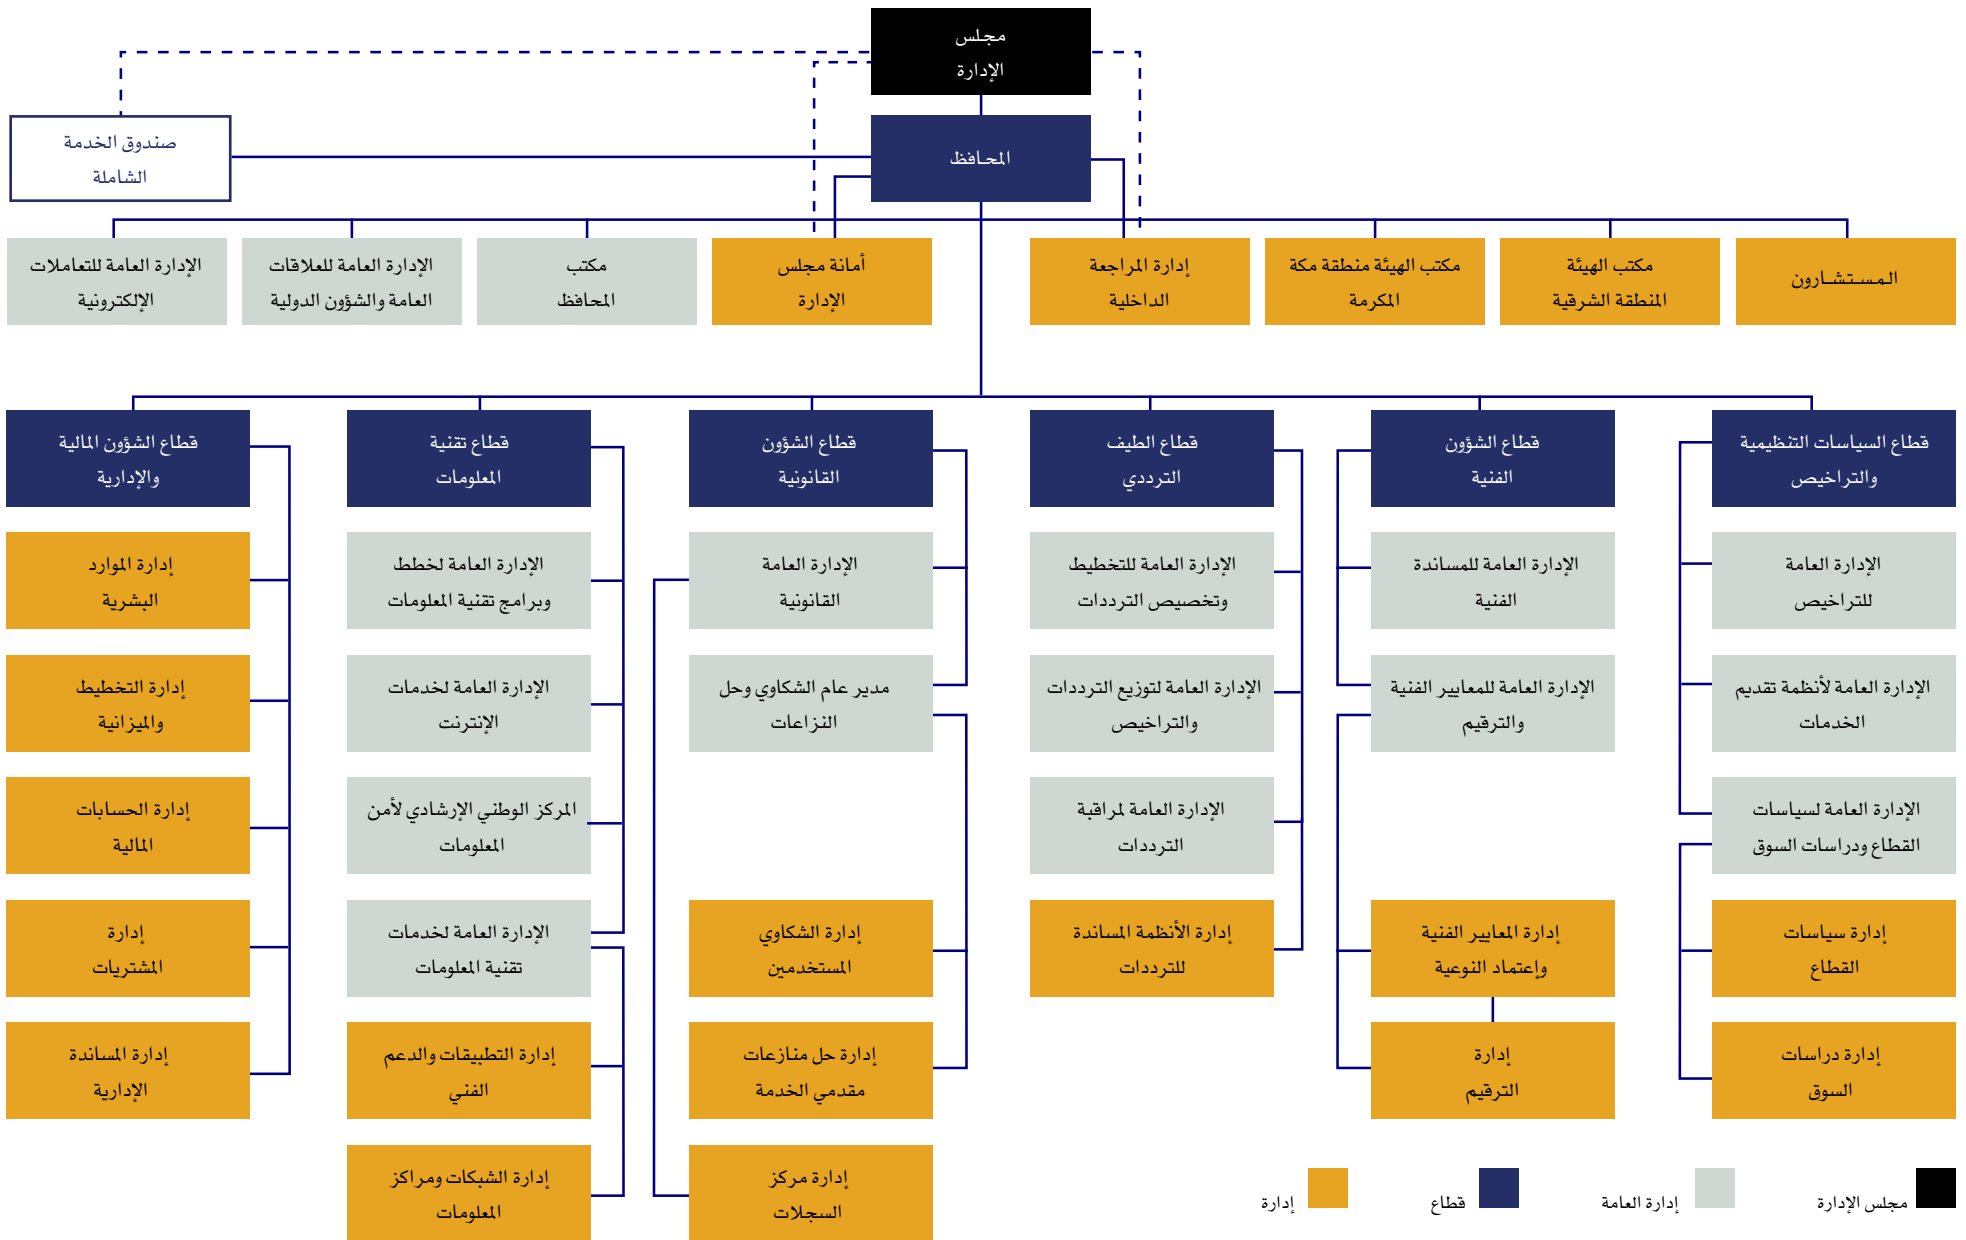 مجلس
الإدارة
المحافظ
صندوق الخدمة
الشاملة
المستشارون
مكتب الهيئة
المنطقة الشرقية
مكتب الهيئة منطقة مكة
المكرمة
إدارة المراجعة
الداخلية
أمانة مجلس
الإدارة
مكتب
المحافظ
الإدارة العامة للعلاقات
العامة والشؤون الدولية
الإدارة العامة للتعاملات
الإلكترونية
قطاع السياسات التنظيمية
والتراخيص
الإدارة العامة
للتراخيص
الإدارة العامة لأنظمة تقديم
الخدمات
الإدارة العامة لسياسات
القطاع ودراسات السوق
إدارة سياسات
القطاع
إدارة دراسات
السوق
قطاع الشؤون
الفنية
الإدارة العامة للمساندة
الفنية
الإدارة العامة للمعايير الفنية
والترقيم
إدارة المعايير الفنية
وإعتماد النوعية
إدارة
الترقيم
قطاع الطيف
الترددي
الإدارة العامة للتخطيط
وتخصيص الترددات
الإدارة العامة لتوزيع الترددات
والتراخيص
الإدارة العامة لمراقبة
الترددات
إدارة الأنظمة المساندة
للترددات
قطاع الشؤون
القانونية
الإدارة العامة
القانونية
مدير عام الشكاوي وحل
النزاعات
إدارة الشكاوي
المستخدمين
إدارة حل منازعات
مقدمي الخدمة
إدارة مركز
السجلات
قطاع تقنية
المعلومات
الإدارة العامة لخطط
وبرامج تقنية المعلومات
الإدارة العامة لخدمات
الإنترنت
المركز الوطني الإرشادي لأمن
المعلومات
الإدارة العامة لخدمات
تقنية المعلومات
إدارة التطبيقات والدعم
الفني
إدارة الشبكات ومراكز
المعلومات
قطاع الشؤون المالية
والإدارية
إدارة الموارد
البشرية
إدارة التخطيط
والميزانية
إدارة الحسابات
المالية
إدارة
المشتريات
إدارة المساندة
الإدارية
مجلس الإدارة
إدارة العامة
قطاع
إدارة